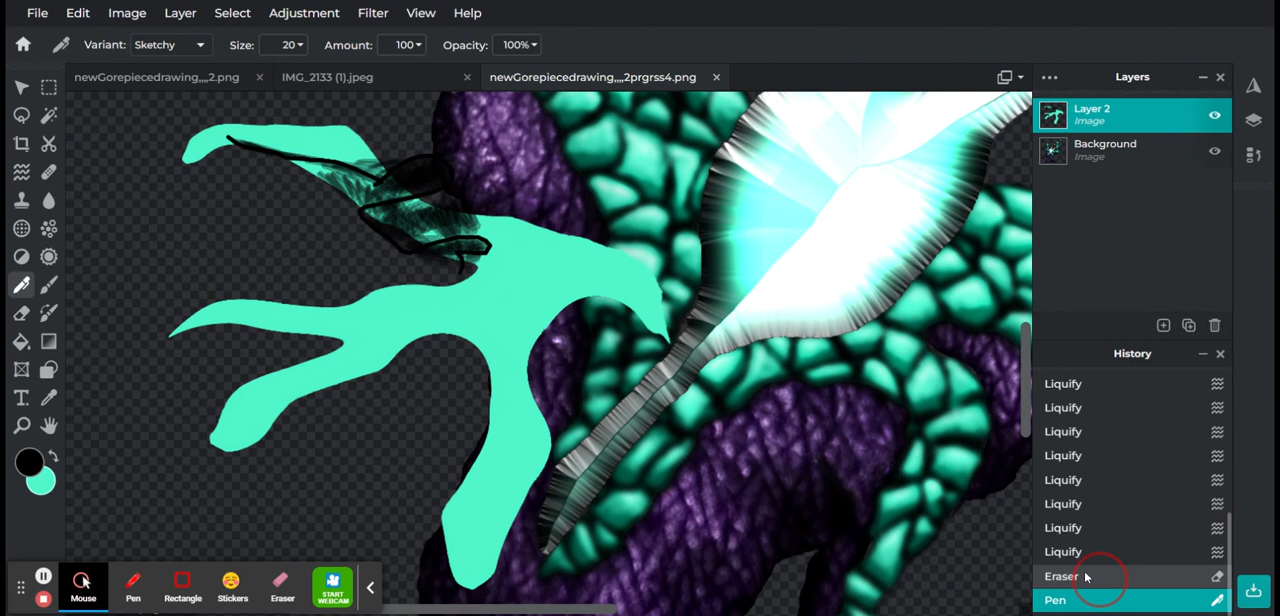 File Edit Image Layer Select Adjustment Filter View Help
Variant: Sketchy Size: 20 Amount: 100 Opacity: 100%
newGorepiecedrawing,,,,2.png IMG_2133 (1).jpeg newGorepiecedrawing,,,,2prgrss4.png
Layers
Layer 2
Image
Background
Image
History
Liquify
Liquify
Liquify
Liquify
Liquify
Liquify
Liquify
Liquify
Eraser
Pen
Mouse Pen Rectangle Stickers Eraser START
WEBCAM